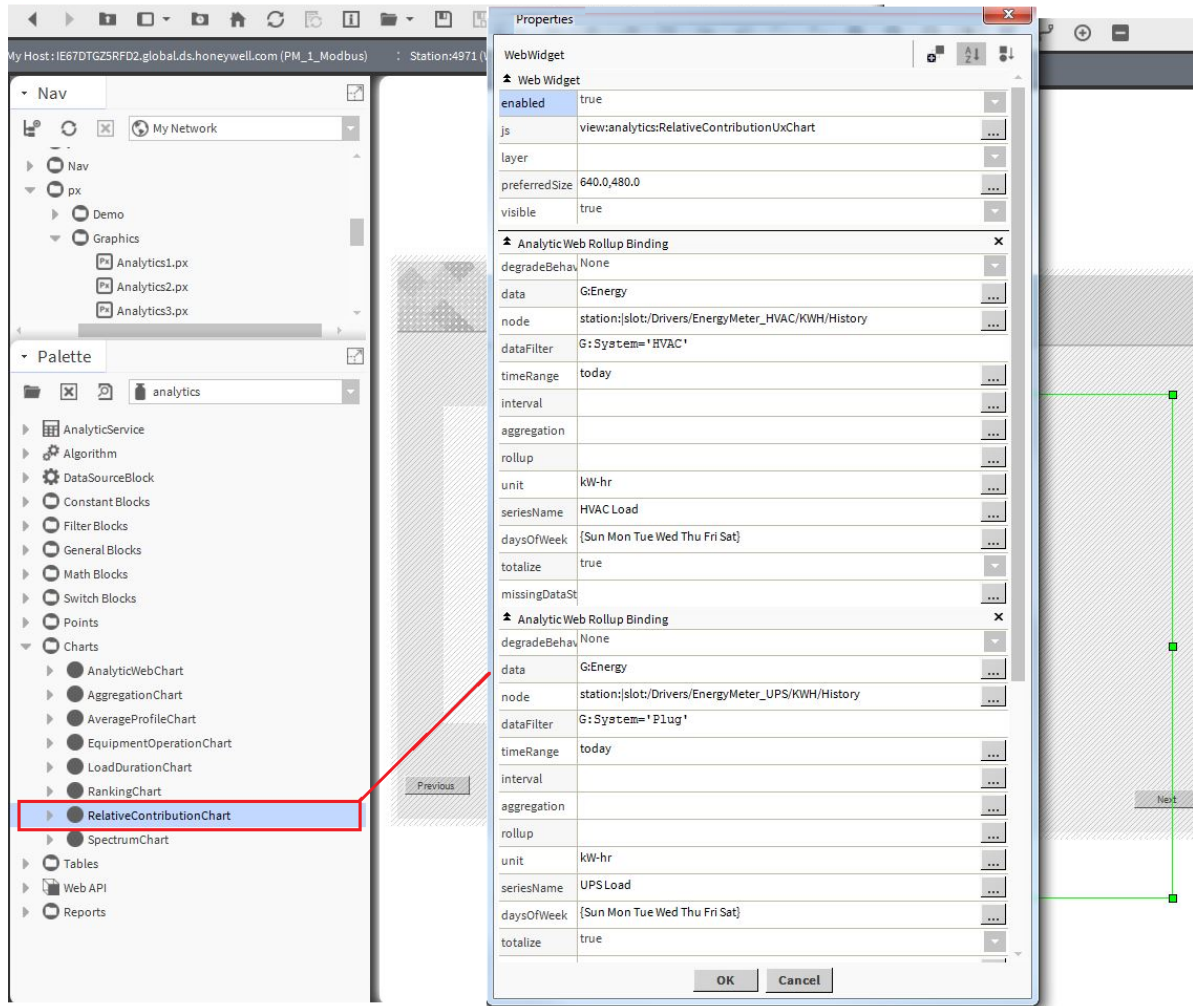 My Host : IE67DTGZ5RFD2.global.ds.honeywell.com (PM_1_Modbus) : Station:4971
Nav
My Network
Nav
px
Demo
Graphics
Px Analytics1.px
Px Analytics2.px
Px Analytics3.px
Palette
analytics
AnalyticService
Algorithm
DataSourceBlock
Constant Blocks
Filter Blocks
General Blocks
Math Blocks
Switch Blocks
Points
Charts
AnalyticWebChart
AggregationChart
AverageProfileChart
EquipmentOperationChart
LoadDurationChart
RankingChart
RelativeContributionChart
SpectrumChart
Tables
Web API
Reports
Previous
Properties
WebWidget
Web Widget
enabled true
js view:analytics:RelativeContributionUxChart
layer
preferredSize 640.0,480.0
visible true
Analytic Web Rollup Binding
degradeBehav None
data G:Energy
node station:|slot:/Drivers/EnergyMeter_HVAC/KWH/History
dataFilter G:System='HVAC'
timeRange today
interval
aggregation
rollup
unit kW-hr
seriesName HVAC Load
daysOfWeek {Sun Mon Tue Wed Thu Fri Sat}
totalize true
missingDataSt
Analytic Web Rollup Binding
degradeBehav None
data G:Energy
node station:|slot:/Drivers/EnergyMeter_UPS/KWH/History
dataFilter G:System='Plug'
timeRange today
interval
aggregation
rollup
unit kW-hr
seriesName UPS Load
daysOfWeek {Sun Mon Tue Wed Thu Fri Sat}
totalize true
OK Cancel
Next